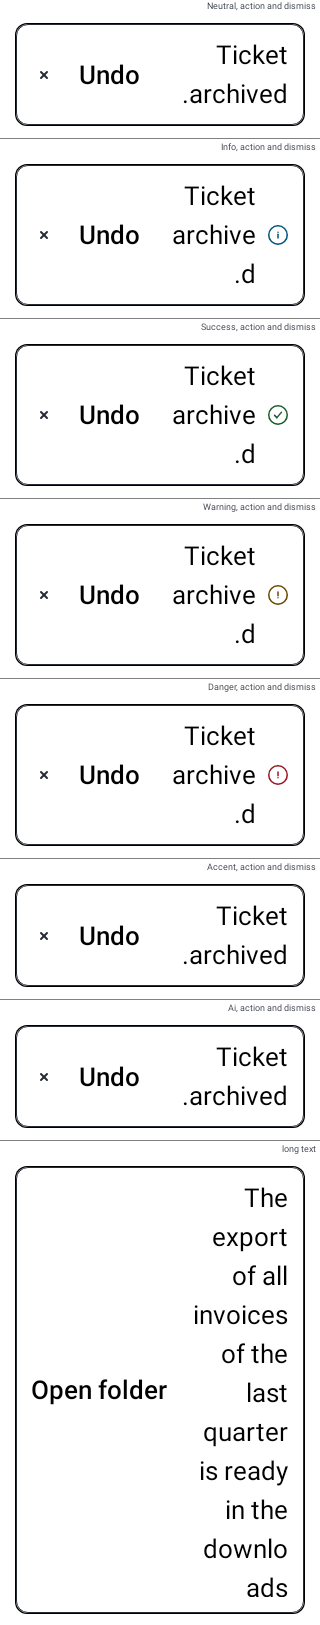 Neutral, action and dismiss
Ticket
.archived
Undo
Info, action and dismiss
Ticket
archive
.d
Undo
Success, action and dismiss
Ticket
archive
.d
Undo
Warning, action and dismiss
Ticket
archive
.d
Undo
Danger, action and dismiss
Ticket
archive
.d
Undo
Accent, action and dismiss
Ticket
.archived
Undo
Ai, action and dismiss
Ticket
.archived
Undo
long text
The
export
of all
invoices
of the
last
quarter
is ready
in the
downlo
ads
Open folder